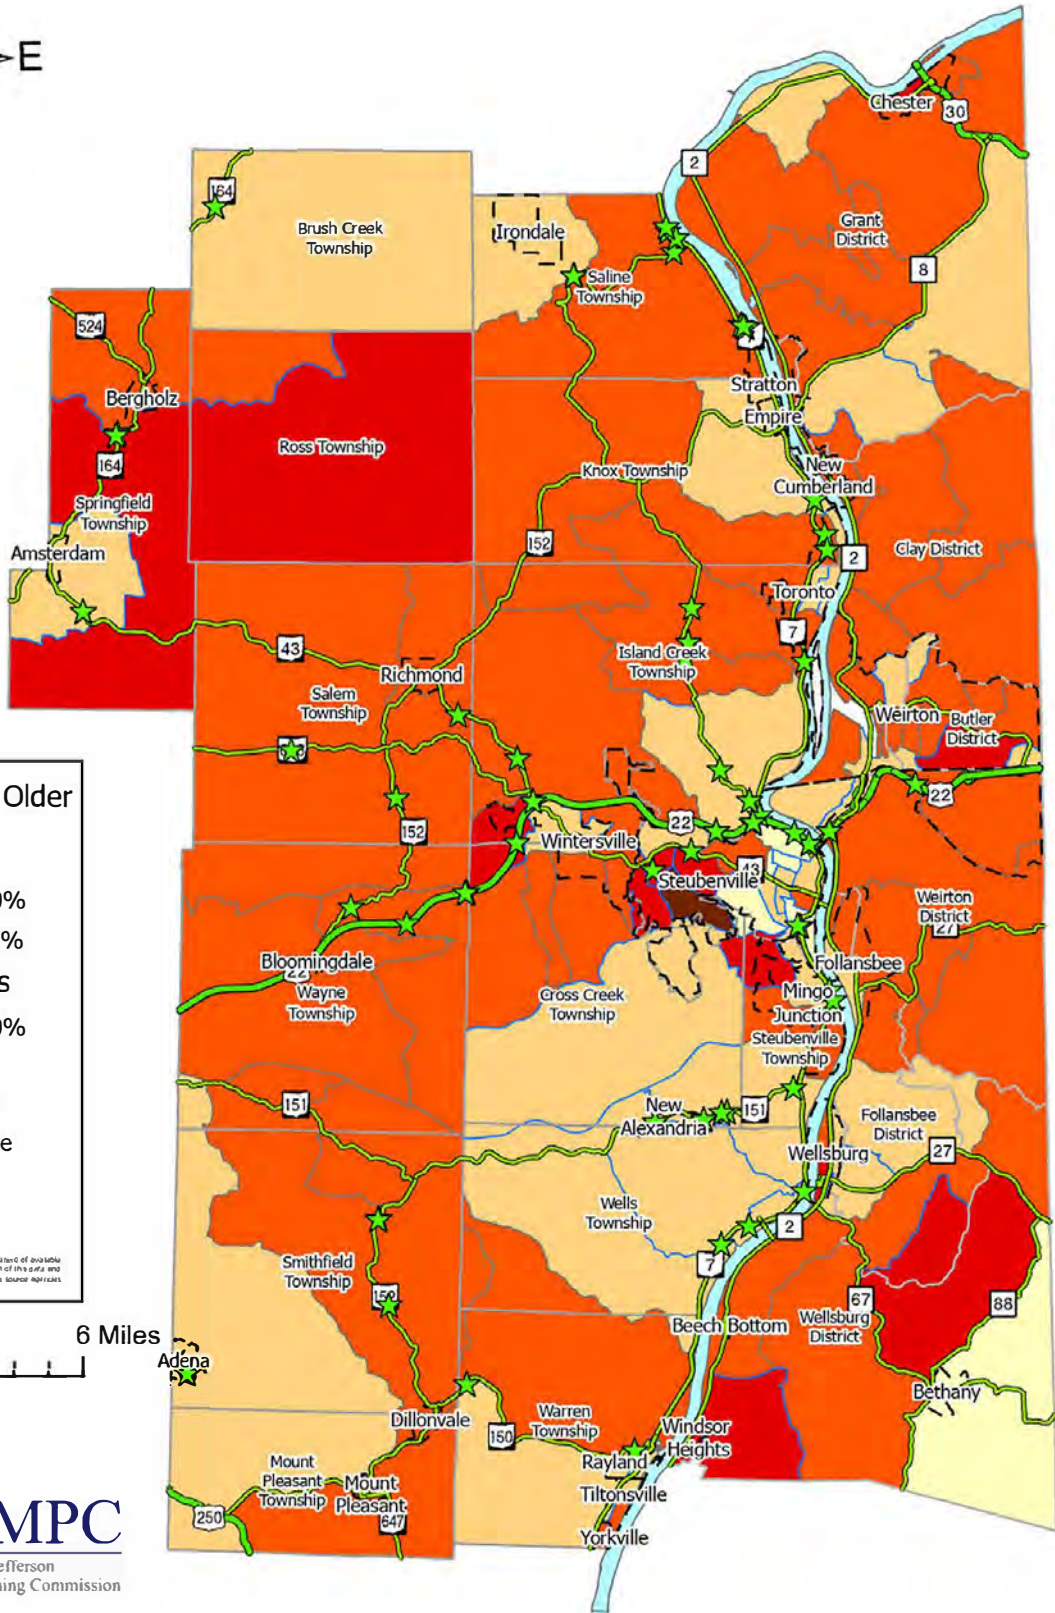 E
Chester
30
2
164
Brush Creek
Township
Irondale
Grant
District
8
Saline
Township
524
Bergholz
Stratton
Empire
Ross Township
Knox Township
New
Cumberland
164
Springfield
Township
Amsterdam
152
2
Clay District
Toronto
7
43
Richmond
Island Creek
Township
Salem
Township
Weirton
Butler
District
Older
22
152
22
Wintersville
43
Steubenville
%
%
s
%
Weirton
District
27
Bloomingdale
22
Wayne
Township
Follansbee
Cross Creek
Township
Mingo
Junction
Steubenville
Township
151
New
Alexandria
151
Follansbee
District
e
Wellsburg
27
Wells
Township
2
7
Smithfield
Township
67
88
6 Miles
Beech Bottom
Wellsburg
District
Adena
Bethany
Dillonvale
150
Warren
Township
Windsor
Heights
Rayland
Mount
Pleasant
Township
Mount
Pleasant
Tiltonsville
250
647
Yorkville
MPC
efferson
ning Commission